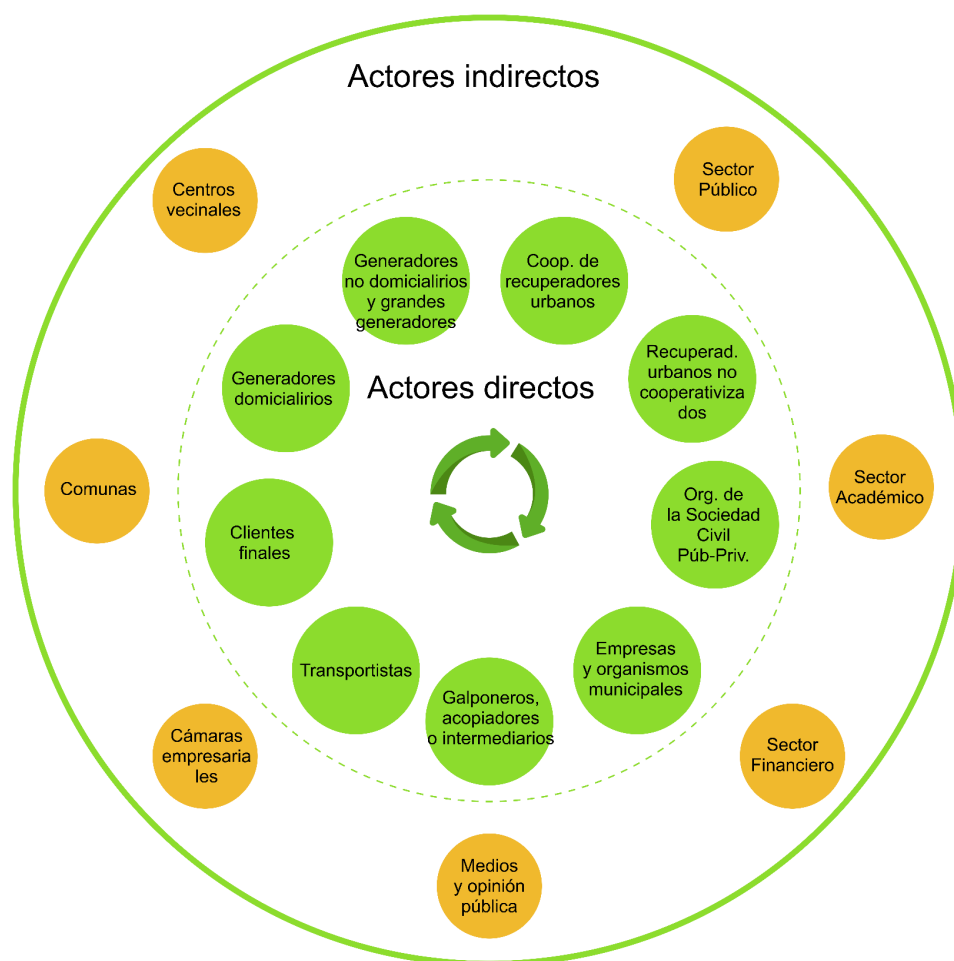 Actores indirectos
Centros
vecinales
Sector
Público
Generadores
no domicialirios
y grandes
generadores
Coop. de
recuperadores
urbanos
Generadores
domicialirios
Actores directos
Recuperad.
urbanos no
cooperativiza
dos
Comunas
Sector
Académico
Clientes
finales
Org. de
la Sociedad
Civil
Púb-Priv.
Transportistas
Empresas
y organismos
municipales
Galponeros,
acopiadores
o intermediarios
Cámaras
empresaria
les
Sector
Financiero
Medios
y opinión
pública